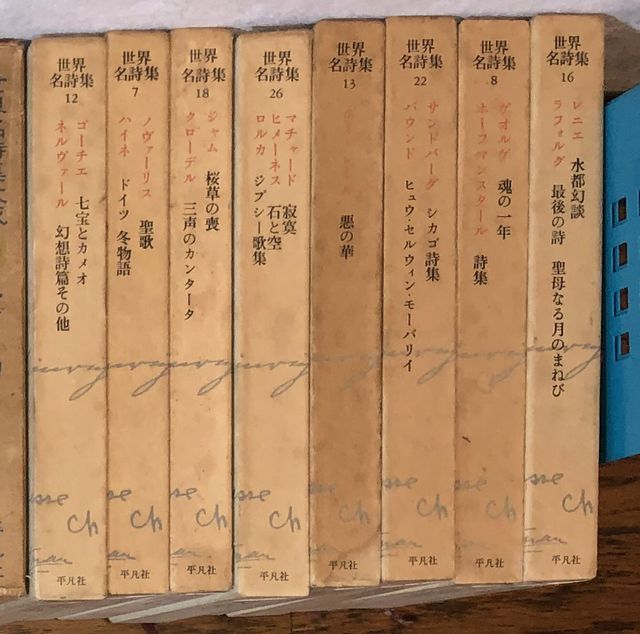 世界
名詩集
12
ゴーチエ 七宝とカメオ
ネルヴァール 幻想詩篇その他
平凡社
世界
名詩集
7
ノヴァーリス 聖歌
ハイネ ドイツ 冬物語
平凡社
世界
名詩集
18
ジャム 桜草の喪
クローデル 三声のカンタータ
平凡社
世界
名詩集
26
マチャード 寂寞
ヒメーネス 石と空
ロルカ ジプシー歌集
平凡社
世界
名詩集
13
悪の華
平凡社
世界
名詩集
22
サンドバーグ シカゴ詩集
パウンド ヒュウ・セルウィン・モーバリイ
平凡社
世界
名詩集
8
ゲオルゲ 魂の一年
ホーフマンスタール 詩集
平凡社
世界
名詩集
16
レニエ 水都幻談
ラフォルグ 最後の詩 聖母なる月のまねび
平凡社